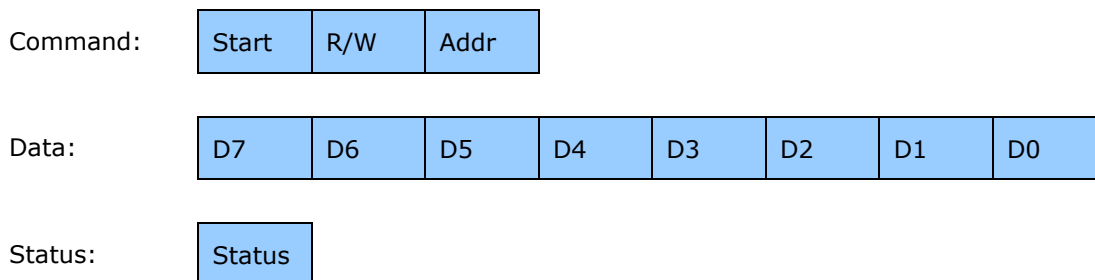 Command: Start R/W Addr
Data: D7 D6 D5 D4 D3 D2 D1 D0
Status: Status